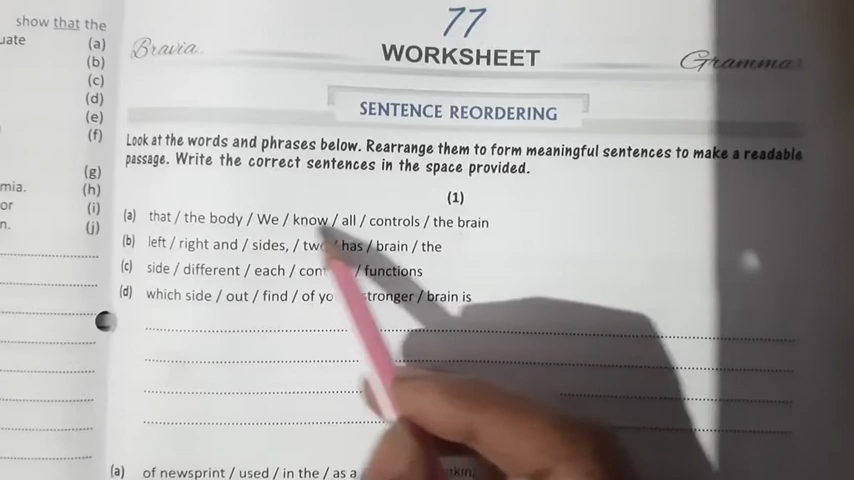 show that the
uate (a)
(b)
(c)
(d)
(e)
(f)
(g)
mia. (h)
or (i)
n. (j)
77
Bravia WORKSHEET Grammar
SENTENCE REORDERING
Look at the words and phrases below. Rearrange them to form meaningful sentences to make a readable
passage. Write the correct sentences in the space provided.
(1)
(a) that / the body / We / know / all / controls / the brain
(b) left / right and / sides, / two / has / brain / the
(c) side / different / each / / functions
(d) which side / out / find / of stronger / brain is
(a) of newsprint / used / in the / as a